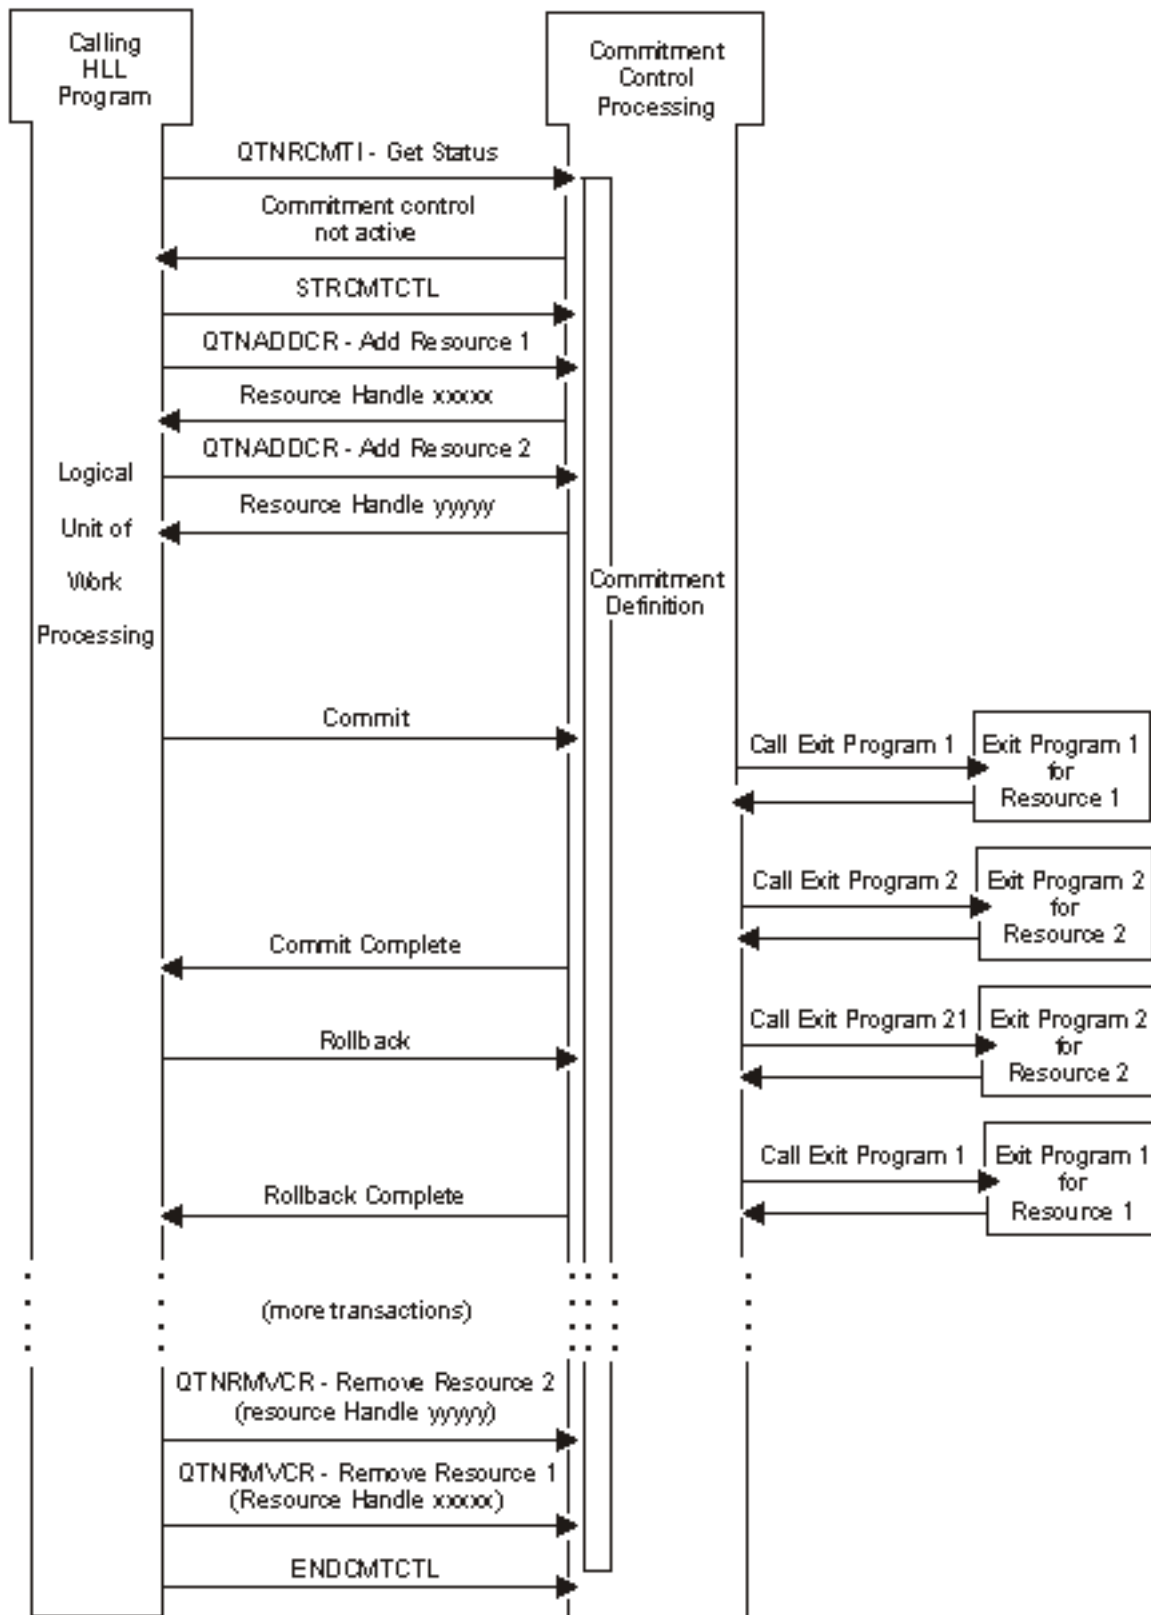 Calling
HLL
Program
Commitment
Control
Processing
QTNRCMTI - Get Status
Commitment control
not active
STRCMTCTL
QTNADDCR - Add Resource 1
Resource Handle xxxxx
QTNADDCR - Add Resource 2
Resource Handle yyyyy
Logical
Unit of
Work
Processing
Commitment
Definition
Commit
Call Exit Program 1
Exit Program 1
for
Resource 1
Call Exit Program 2
Exit Program 2
for
Resource 2
Commit Complete
Rollback
Call Exit Program 21
Exit Program 2
for
Resource 2
Call Exit Program 1
Exit Program 1
for
Resource 1
Rollback Complete
(more transactions)
QTNRMVCR - Remove Resource 2
(resource Handle yyyyy)
QTNRMVCR - Remove Resource 1
(Resource Handle xxxxx)
ENDCMTCTL